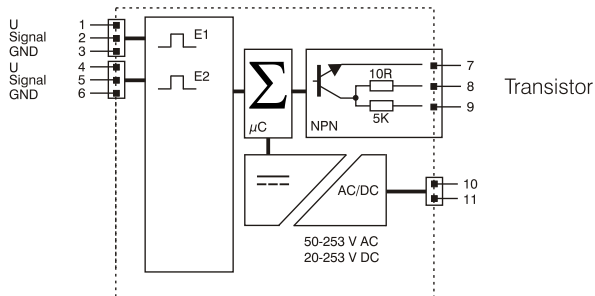 U 1
Signal 2
GND 3
U 4
Signal 5
GND 6
E1
E2
Σ
µC
NPN
10R
5K
7
8
9
Transistor
AC/DC
10
11
50-253 V AC
20-253 V DC